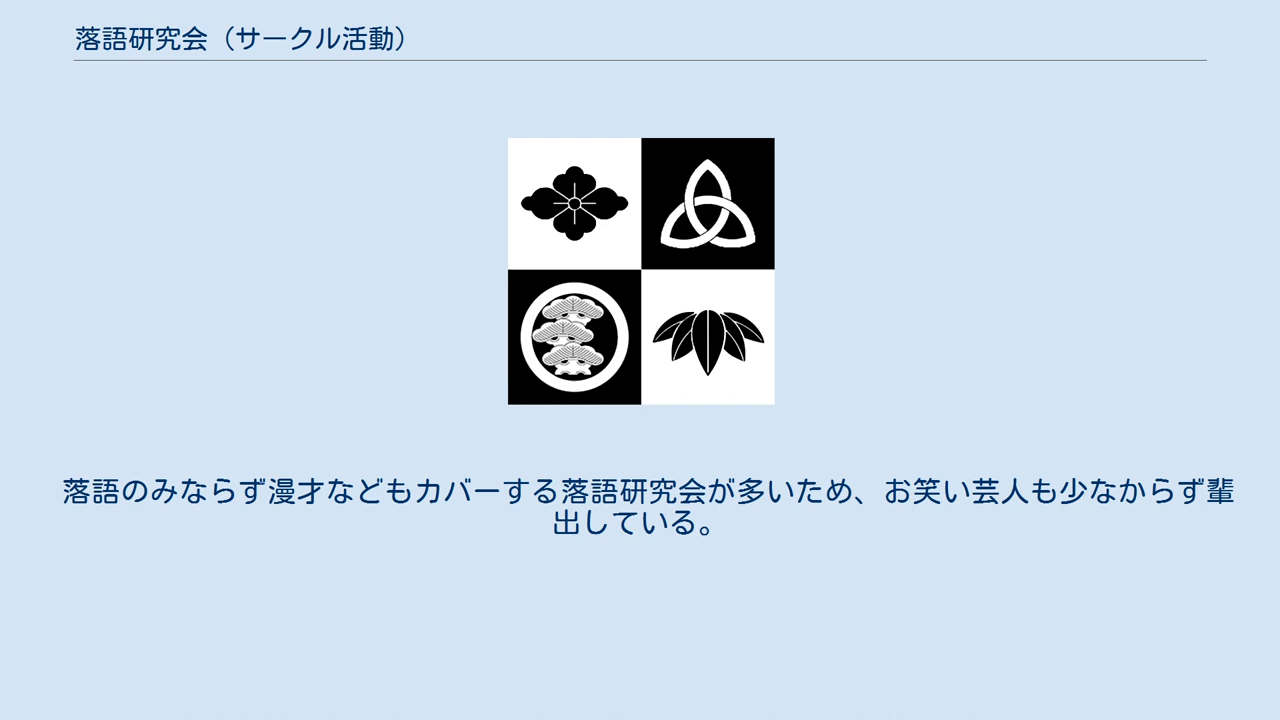 落語研究会（サークル活動）
落語のみならず漫才などもカバーする落語研究会が多いため、お笑い芸人も少なからず輩
出している。